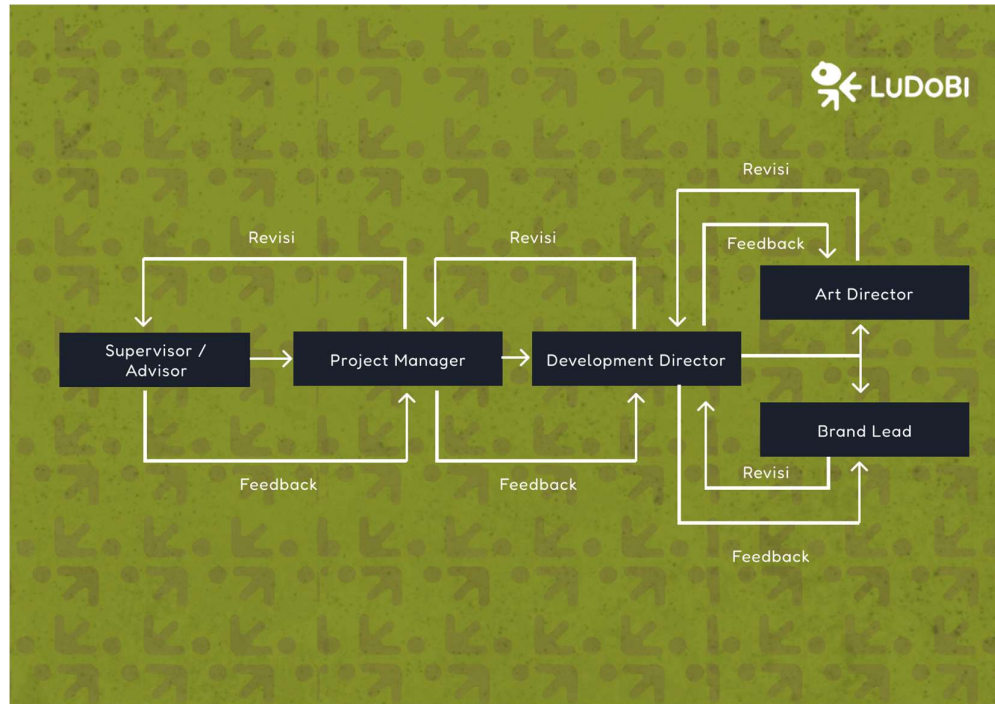 LUDOBI
Revisi
Revisi
Revisi
Feedback
Art Director
Supervisor /
Advisor
Project Manager
Development Director
Brand Lead
Revisi
Feedback
Feedback
Feedback